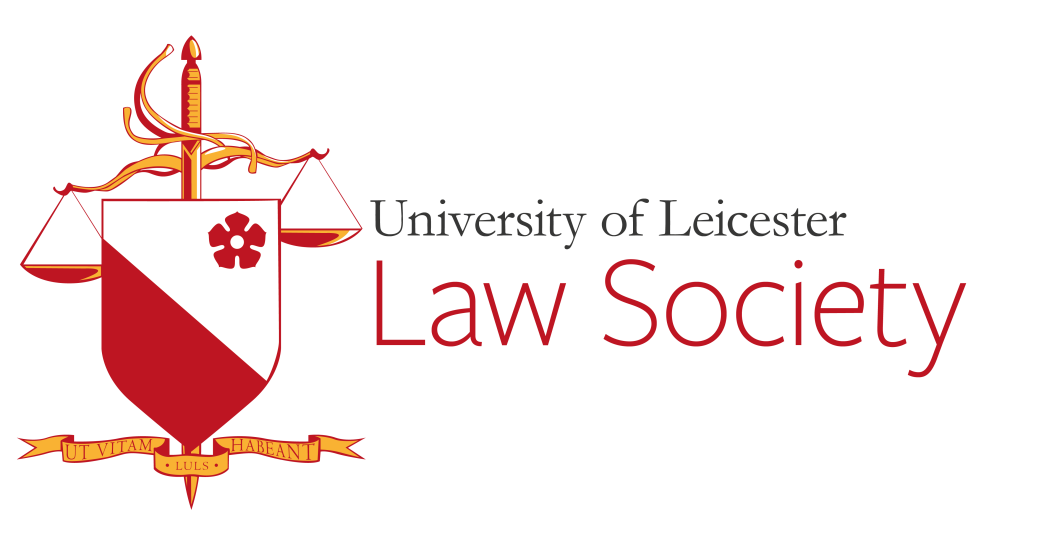 University of Leicester
Law Society
UT VITAM HABEANT
• LULS •